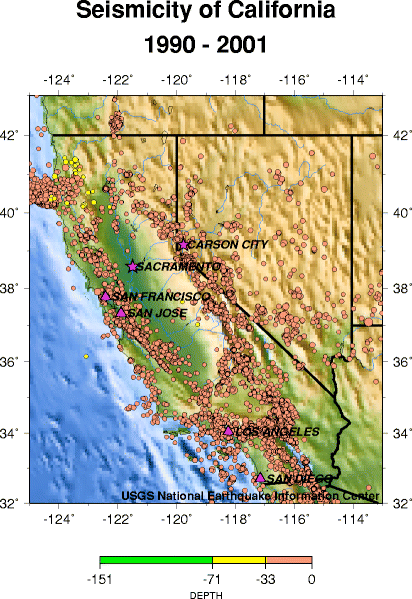 Seismicity of California
1990 - 2001
-124° -122° -120° -118° -116° -114°
42° 42°
40° 40°
CARSON CITY
SACRAMENTO
38° 38°
SAN FRANCISCO
SAN JOSE
36° 36°
34° LOS ANGELES 34°
SAN DIEGO
USGS National Earthquake Information Center
32° 32°
-124° -122° -120° -118° -116° -114°
-151 -71 -33 0
DEPTH